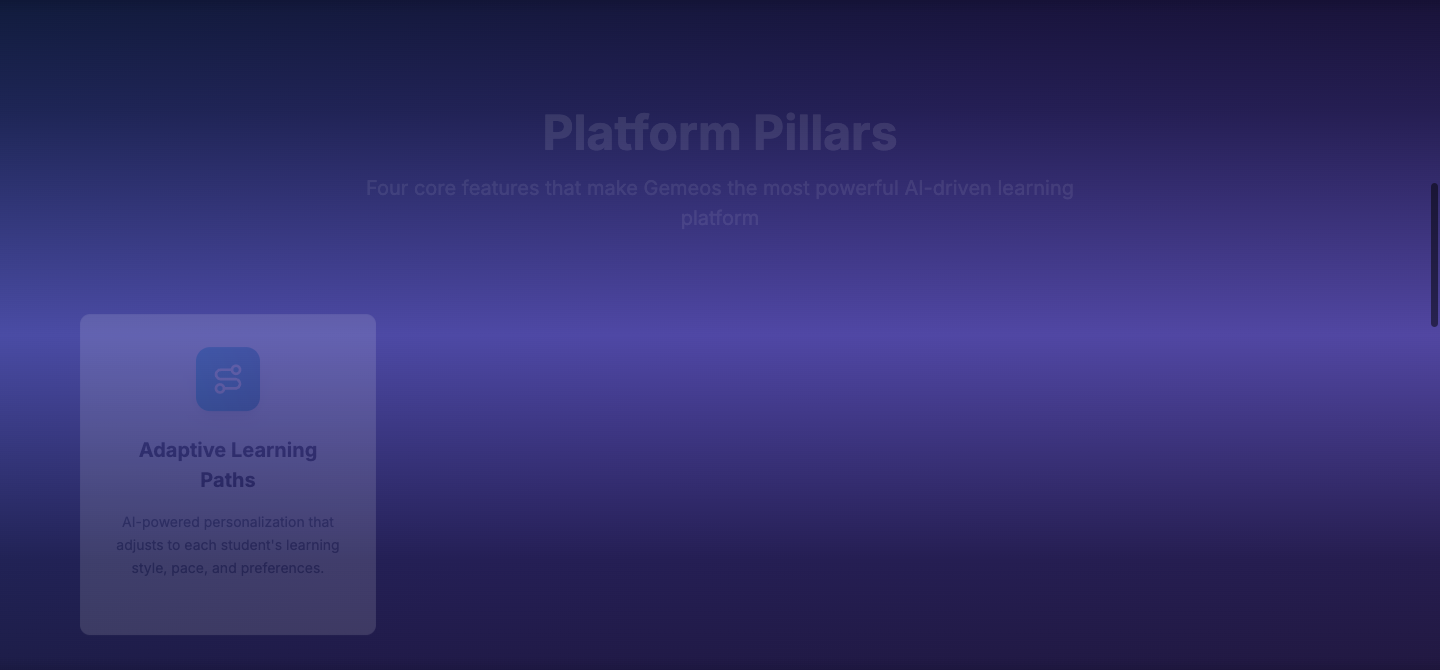 Platform Pillars
Four core features that make Gemeos the most powerful AI-driven learning
platform
Adaptive Learning
Paths
AI-powered personalization that
adjusts to each student's learning
style, pace, and preferences.